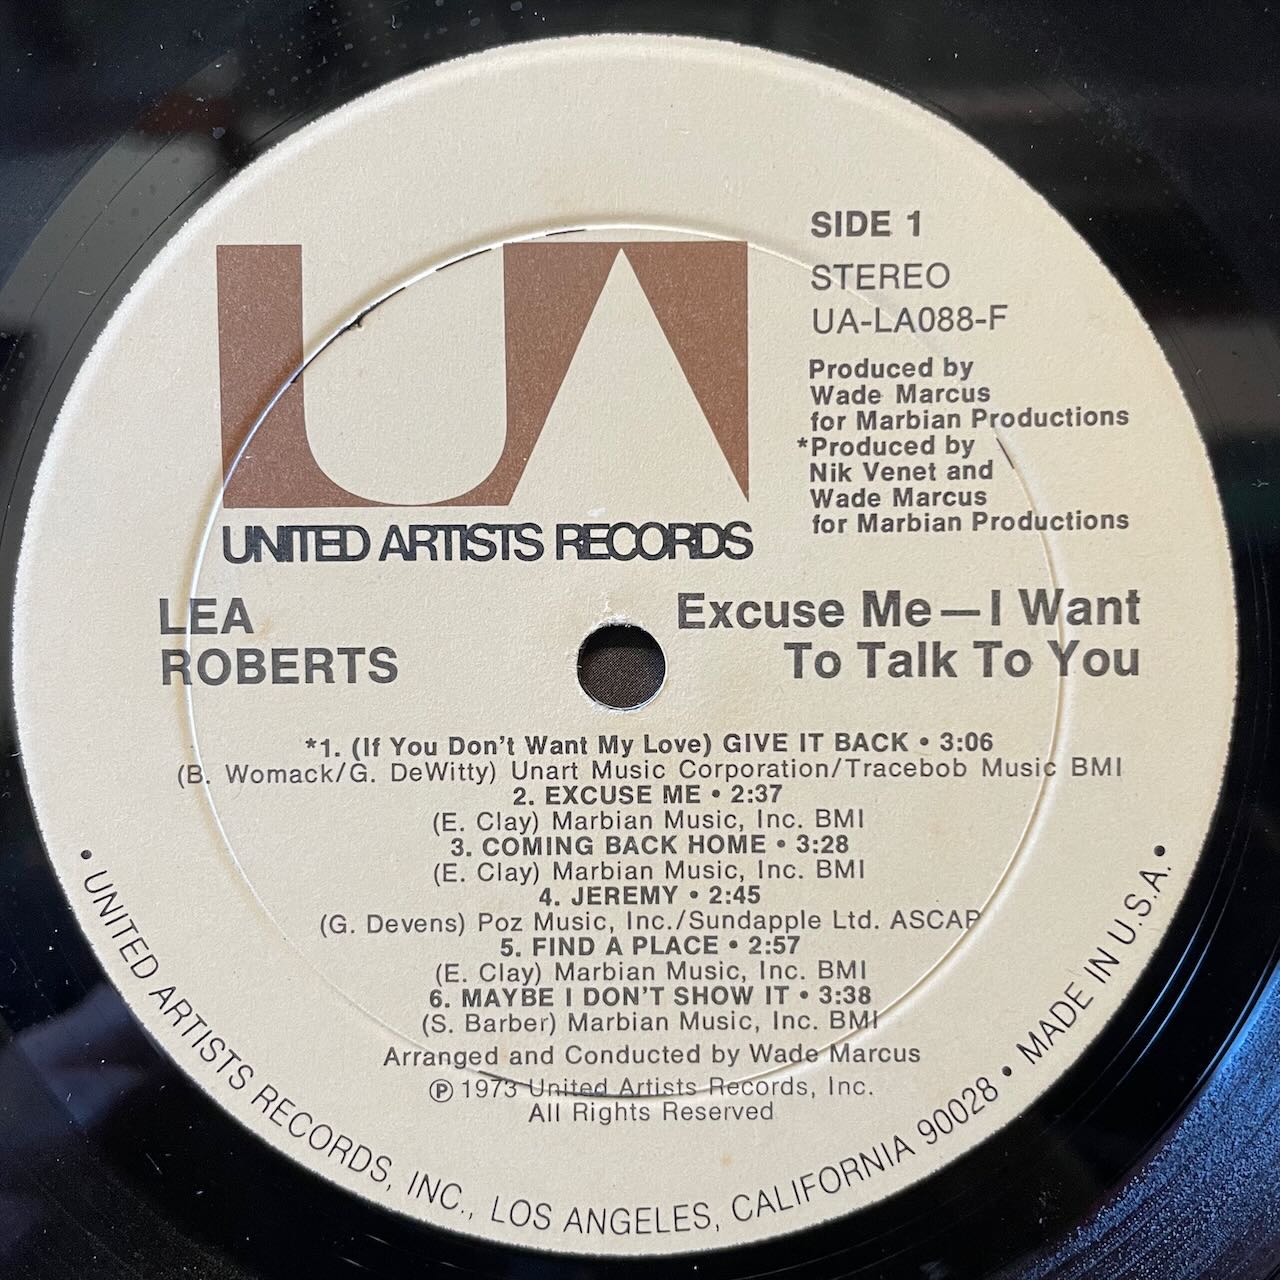 UA
UNITED ARTISTS RECORDS
SIDE 1
STEREO
UA-LA088-F
Produced by
Wade Marcus
for Marbian Productions
*Produced by
Nik Venet and
Wade Marcus
for Marbian Productions
LEA
ROBERTS
Excuse Me—I Want
To Talk To You
*1. (If You Don't Want My Love) GIVE IT BACK • 3:06
(B. Womack/G. DeWitty) Unart Music Corporation/Tracebob Music BMI
2. EXCUSE ME • 2:37
(E. Clay) Marbian Music, Inc. BMI
3. COMING BACK HOME • 3:28
(E. Clay) Marbian Music, Inc. BMI
4. JEREMY • 2:45
(G. Devens) Poz Music, Inc./Sundapple Ltd. ASCAP
5. FIND A PLACE • 2:57
(E. Clay) Marbian Music, Inc. BMI
6. MAYBE I DON'T SHOW IT • 3:38
(S. Barber) Marbian Music, Inc. BMI
Arranged and Conducted by Wade Marcus
℗ 1973 United Artists Records, Inc.
All Rights Reserved
• UNITED ARTISTS RECORDS, INC., LOS ANGELES, CALIFORNIA 90028 • MADE IN U.S.A. •